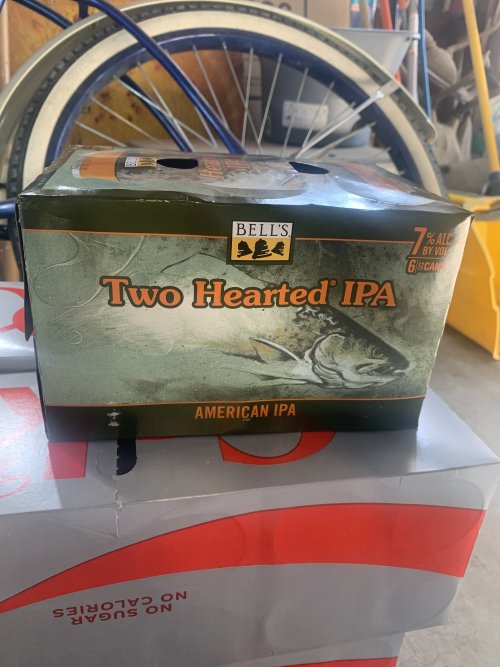 BELL'S
Two Hearted® IPA
7% ALC
BY VOL
6
AMERICAN IPA
NO SUGAR
NO CALORIES